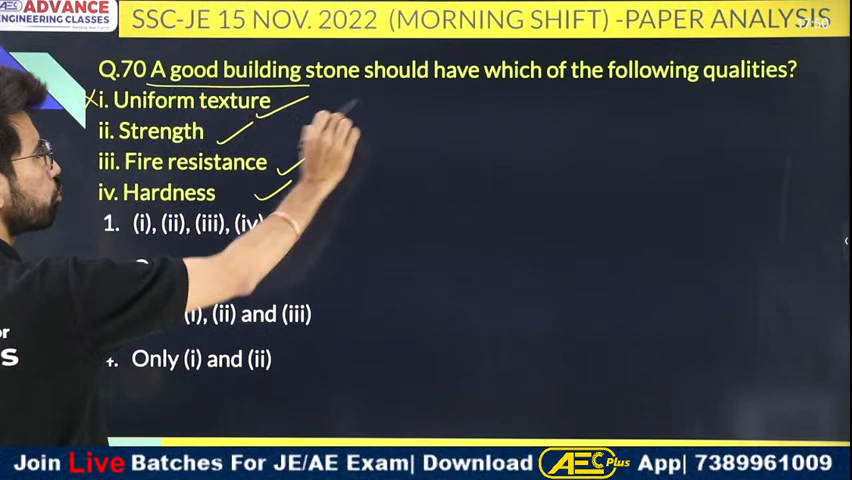 ADVANCE
ENGINEERING CLASSES
SSC-JE 15 NOV. 2022 (MORNING SHIFT) -PAPER ANALYSIS
Q.70 A good building stone should have which of the following qualities?
i. Uniform texture
ii. Strength
iii. Fire resistance
iv. Hardness
1. (i), (ii), (iii), (iv)
(i), (ii) and (iii)
4. Only (i) and (ii)
Join Live Batches For JE/AE Exam| Download AEC Plus App| 7389961009